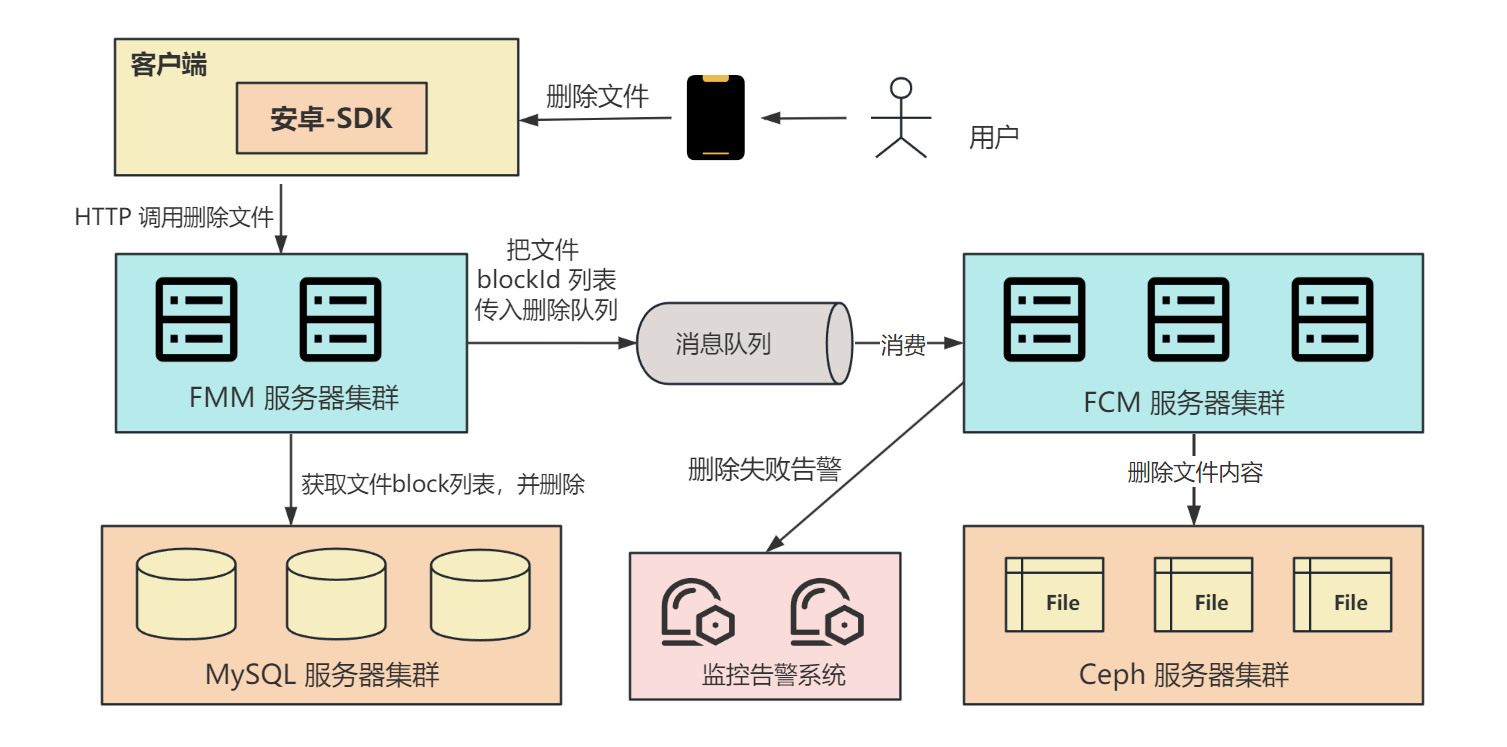 客户端
安卓-SDK
删除文件
用户
HTTP 调用删除文件
把文件
blockId 列表
传入删除队列
消息队列
消费
FMM 服务器集群
FCM 服务器集群
获取文件block列表，并删除
删除失败告警
删除文件内容
MySQL 服务器集群
监控告警系统
File
File
File
Ceph 服务器集群